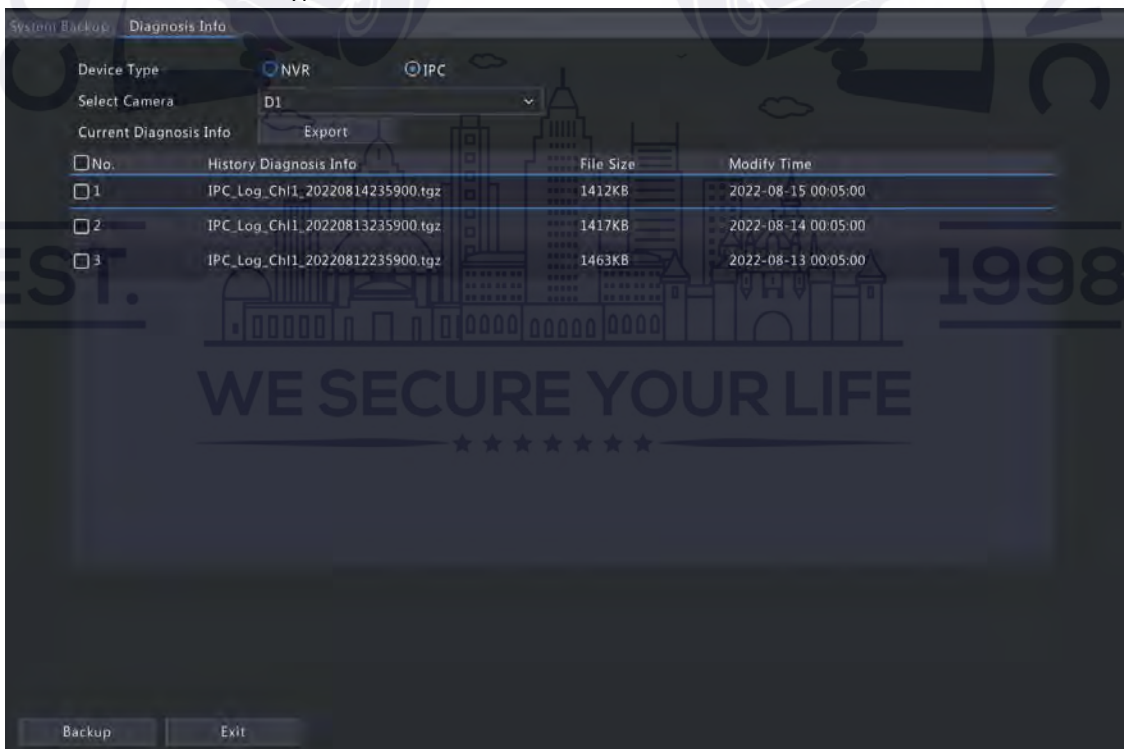 System Backup Diagnosis Info
Device Type NVR IPC
Select Camera D1
Current Diagnosis Info Export
No. History Diagnosis Info File Size Modify Time
1 IPC_Log_Chl1_20220814235900.tgz 1412KB 2022-08-15 00:05:00
2 IPC_Log_Chl1_20220813235900.tgz 1417KB 2022-08-14 00:05:00
3 IPC_Log_Chl1_20220812235900.tgz 1463KB 2022-08-13 00:05:00
EST. 1998
WE SECURE YOUR LIFE
Backup Exit